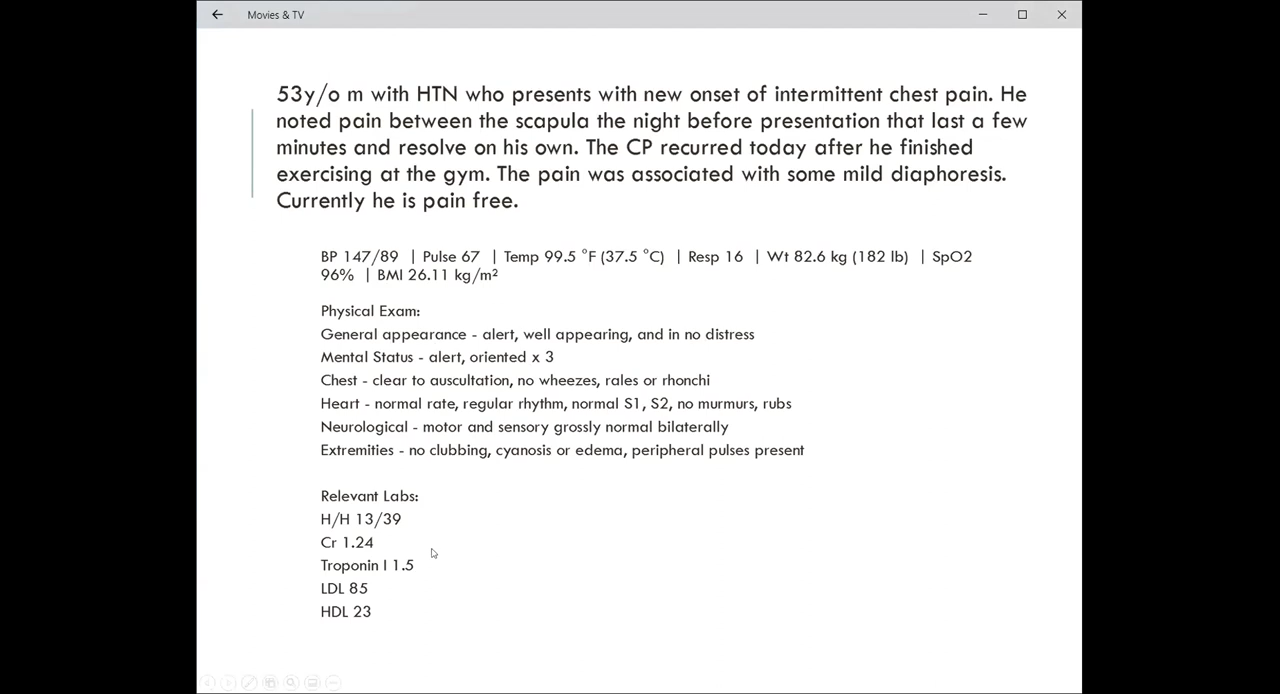 Movies & TV
53y/o m with HTN who presents with new onset of intermittent chest pain. He
noted pain between the scapula the night before presentation that last a few
minutes and resolve on his own. The CP recurred today after he finished
exercising at the gym. The pain was associated with some mild diaphoresis.
Currently he is pain free.
BP 147/89 | Pulse 67 | Temp 99.5 °F (37.5 °C) | Resp 16 | Wt 82.6 kg (182 lb) | SpO2
96% | BMI 26.11 kg/m²
Physical Exam:
General appearance - alert, well appearing, and in no distress
Mental Status - alert, oriented x 3
Chest - clear to auscultation, no wheezes, rales or rhonchi
Heart - normal rate, regular rhythm, normal S1, S2, no murmurs, rubs
Neurological - motor and sensory grossly normal bilaterally
Extremities - no clubbing, cyanosis or edema, peripheral pulses present
Relevant Labs:
H/H 13/39
Cr 1.24
Troponin I 1.5
LDL 85
HDL 23